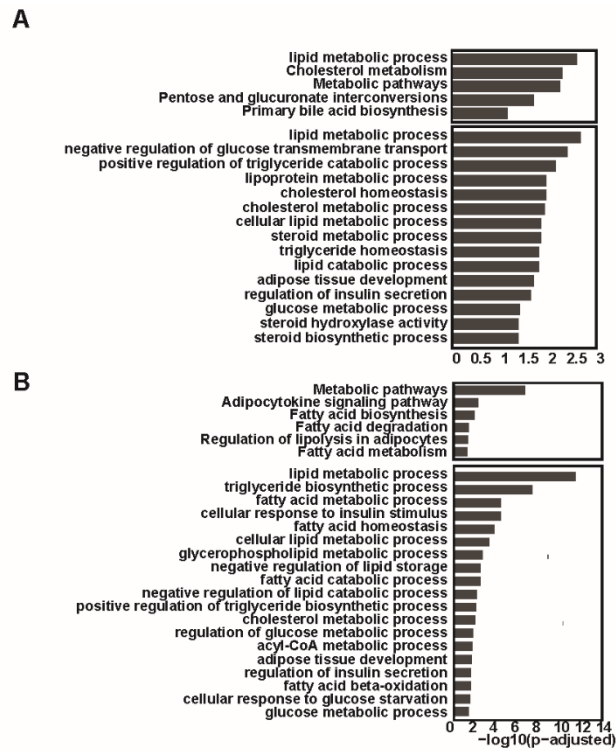 A
lipid metabolic process
Cholesterol metabolism
Metabolic pathways
Pentose and glucuronate interconversions
Primary bile acid biosynthesis
lipid metabolic process
negative regulation of glucose transmembrane transport
positive regulation of triglyceride catabolic process
lipoprotein metabolic process
cholesterol homeostasis
cholesterol metabolic process
cellular lipid metabolic process
steroid metabolic process
triglyceride homeostasis
lipid catabolic process
adipose tissue development
regulation of insulin secretion
glucose metabolic process
steroid hydroxylase activity
steroid biosynthetic process
0 0.5 1 1.5 2 2.5 3
B
Metabolic pathways
Adipocytokine signaling pathway
Fatty acid biosynthesis
Fatty acid degradation
Regulation of lipolysis in adipocytes
Fatty acid metabolism
lipid metabolic process
triglyceride biosynthetic process
fatty acid metabolic process
cellular response to insulin stimulus
fatty acid homeostasis
cellular lipid metabolic process
glycerophospholipid metabolic process
negative regulation of lipid storage
fatty acid catabolic process
negative regulation of lipid catabolic process
positive regulation of triglyceride biosynthetic process
cholesterol metabolic process
regulation of glucose metabolic process
acyl-CoA metabolic process
adipose tissue development
regulation of insulin secretion
fatty acid beta-oxidation
cellular response to glucose starvation
glucose metabolic process
0 2 4 6 8 10 12 14
-log10(p-adjusted)